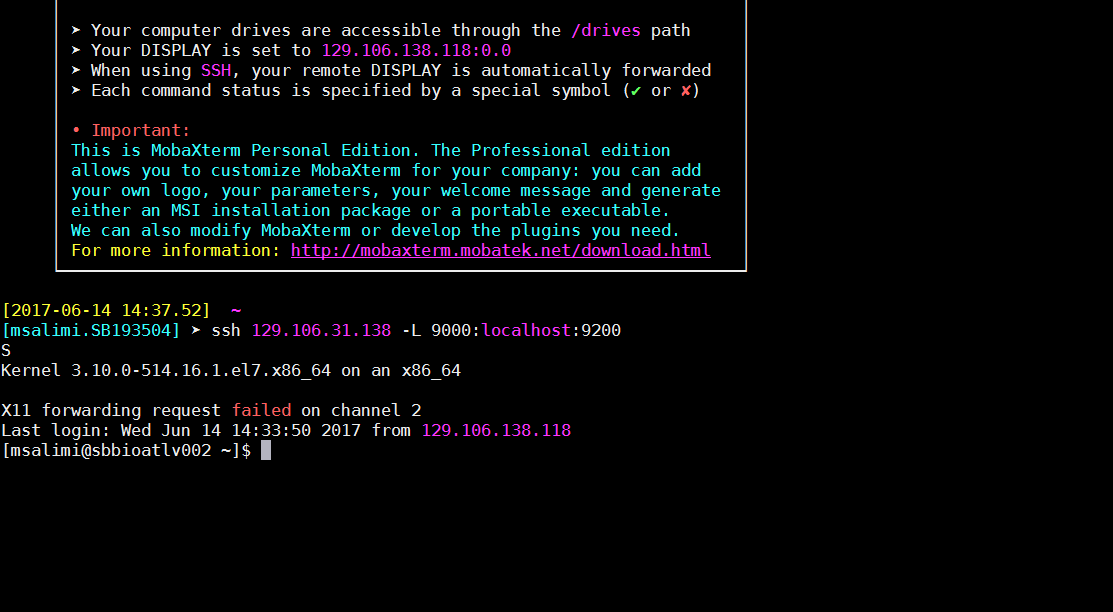 ➤ Your computer drives are accessible through the /drives path
➤ Your DISPLAY is set to 129.106.138.118:0.0
➤ When using SSH, your remote DISPLAY is automatically forwarded
➤ Each command status is specified by a special symbol (✔ or ✘)
• Important:
This is MobaXterm Personal Edition. The Professional edition
allows you to customize MobaXterm for your company: you can add
your own logo, your parameters, your welcome message and generate
either an MSI installation package or a portable executable.
We can also modify MobaXterm or develop the plugins you need.
For more information: http://mobaxterm.mobatek.net/download.html
[2017-06-14 14:37.52]  ~
[msalimi.SB193504] ➤ ssh 129.106.31.138 -L 9000:localhost:9200
S
Kernel 3.10.0-514.16.1.el7.x86_64 on an x86_64
X11 forwarding request failed on channel 2
Last login: Wed Jun 14 14:33:50 2017 from 129.106.138.118
[msalimi@sbbioatlv002 ~]$